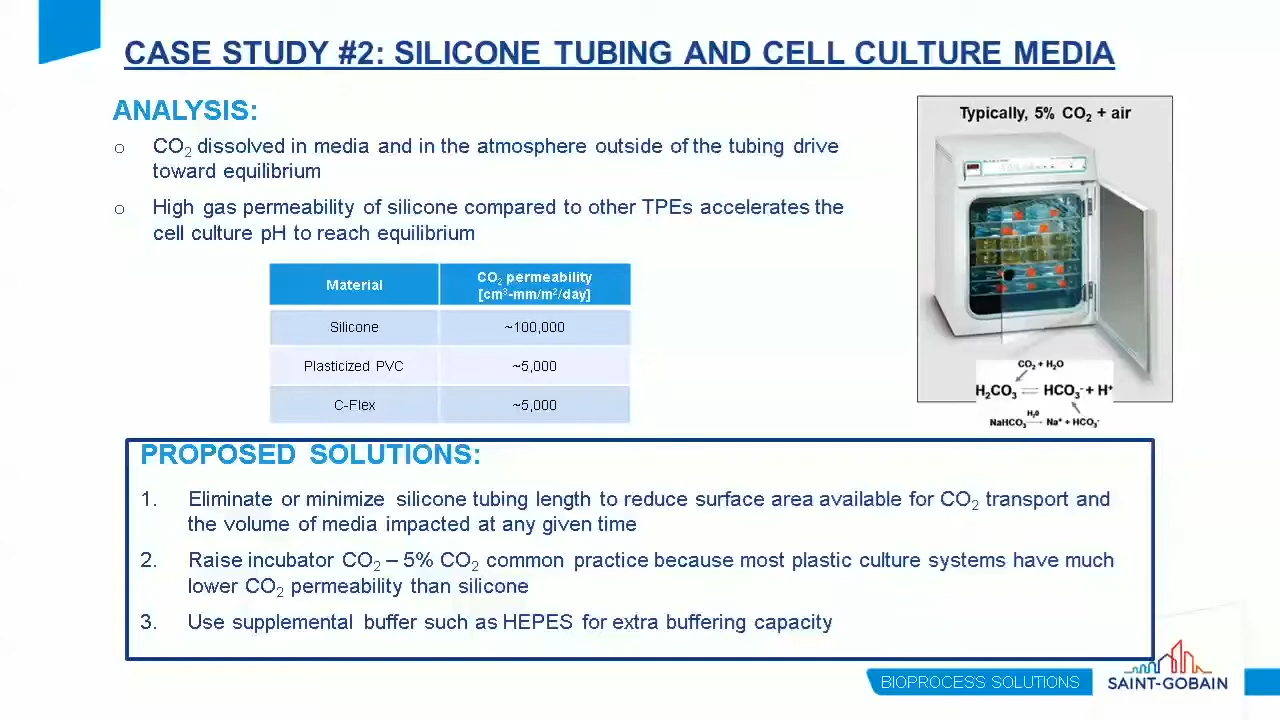 CASE STUDY #2: SILICONE TUBING AND CELL CULTURE MEDIA
ANALYSIS:
o CO₂ dissolved in media and in the atmosphere outside of the tubing drive
toward equilibrium
o High gas permeability of silicone compared to other TPEs accelerates the
cell culture pH to reach equilibrium
Material CO₂ permeability
[cm³-mm/m²/day]
Silicone ~100,000
Plasticized PVC ~5,000
C-Flex ~5,000
Typically, 5% CO₂ + air
CO₂ + H₂O
H₂CO₃ HCO₃⁻ + H⁺
H₂O
NaHCO₃ Na⁺ + HCO₃⁻
PROPOSED SOLUTIONS:
1. Eliminate or minimize silicone tubing length to reduce surface area available for CO₂ transport and
the volume of media impacted at any given time
2. Raise incubator CO₂ – 5% CO₂ common practice because most plastic culture systems have much
lower CO₂ permeability than silicone
3. Use supplemental buffer such as HEPES for extra buffering capacity
BIOPROCESS SOLUTIONS
SAINT-GOBAIN